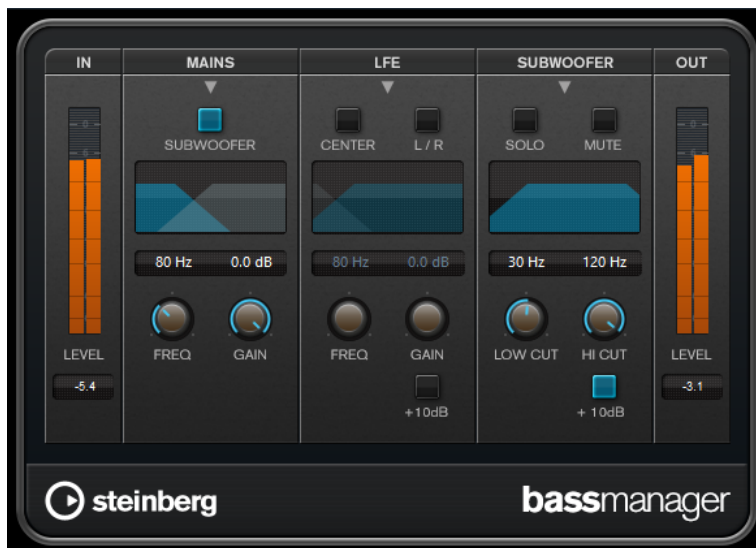 IN MAINS LFE SUBWOOFER OUT
SUBWOOFER CENTER L / R SOLO MUTE
80 Hz 0.0 dB 80 Hz 0.0 dB 30 Hz 120 Hz
LEVEL FREQ GAIN FREQ GAIN LOW CUT HI CUT LEVEL
-5.4 -3.1
+10dB + 10dB
steinberg bassmanager